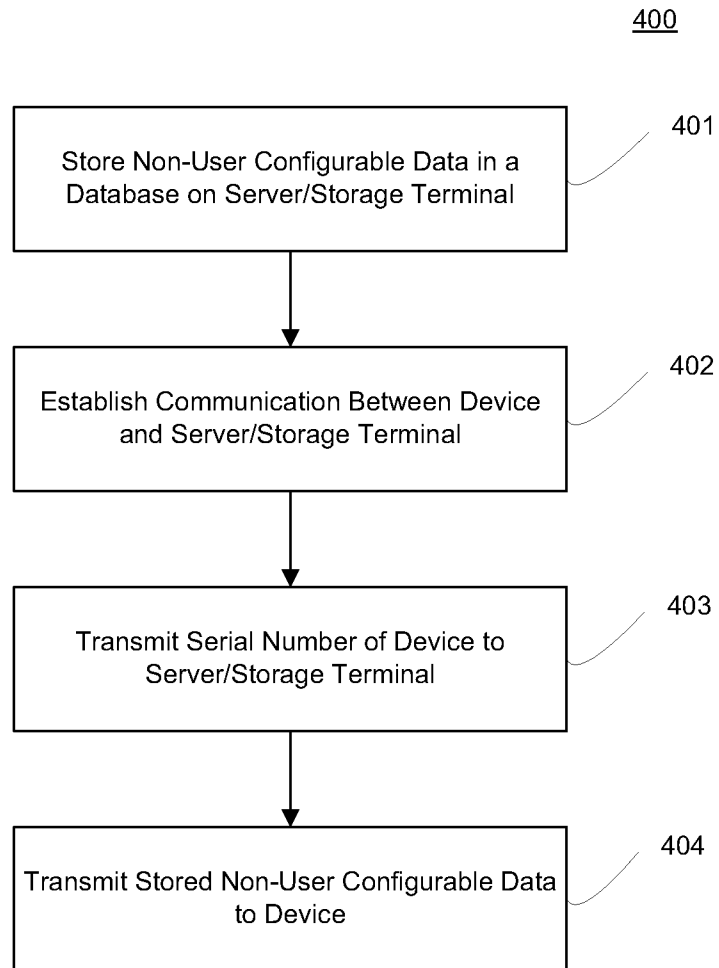 400
Store Non-User Configurable Data in a
Database on Server/Storage Terminal
401
Establish Communication Between Device
and Server/Storage Terminal
402
Transmit Serial Number of Device to
Server/Storage Terminal
403
Transmit Stored Non-User Configurable Data
to Device
404